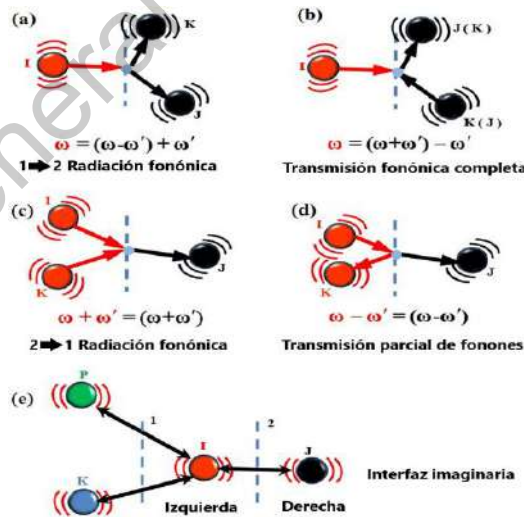 (a)
K
I
J
ω = (ω-ω′) + ω′
1➡2 Radiación fonónica
(b)
J(K)
I
K(J)
ω = (ω+ω′) − ω′
Transmisión fonónica completa
(c)
I
K
J
ω + ω′ = (ω+ω′)
2➡1 Radiación fonónica
(d)
I
K
J
ω − ω′ = (ω-ω′)
Transmisión parcial de fonones
(e)
P
1
2
I
J
K
Izquierda
Derecha
Interfaz imaginaria